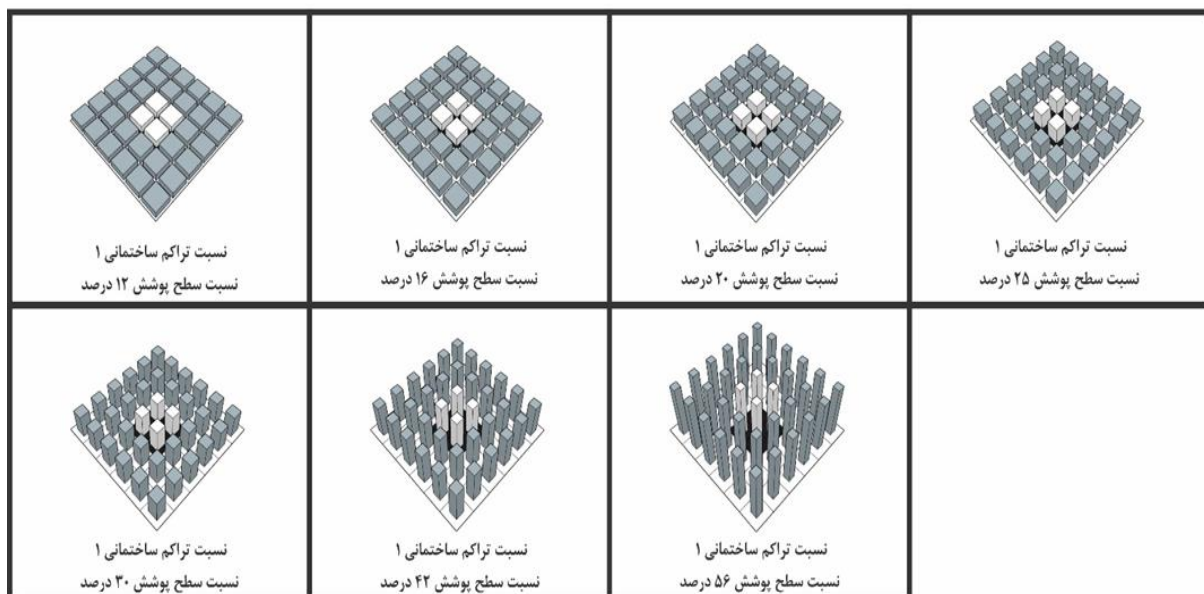 نسبت تراکم ساختمانی ۱
نسبت سطح پوشش ۱۲ درصد
نسبت تراکم ساختمانی ۱
نسبت سطح پوشش ۱۶ درصد
نسبت تراکم ساختمانی ۱
نسبت سطح پوشش ۲۰ درصد
نسبت تراکم ساختمانی ۱
نسبت سطح پوشش ۲۵ درصد
نسبت تراکم ساختمانی ۱
نسبت سطح پوشش ۳۰ درصد
نسبت تراکم ساختمانی ۱
نسبت سطح پوشش ۴۲ درصد
نسبت تراکم ساختمانی ۱
نسبت سطح پوشش ۵۶ درصد